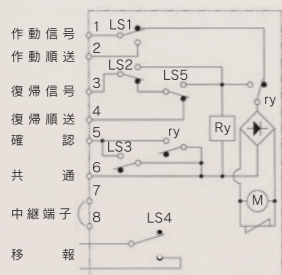 作動信号 1 LS1
作動順送 2
LS2
復帰信号 3 LS5
復帰順送 4
ry
確認 5 ry
LS3
Ry
共通 6
7
M
中継端子
8 LS4
移報